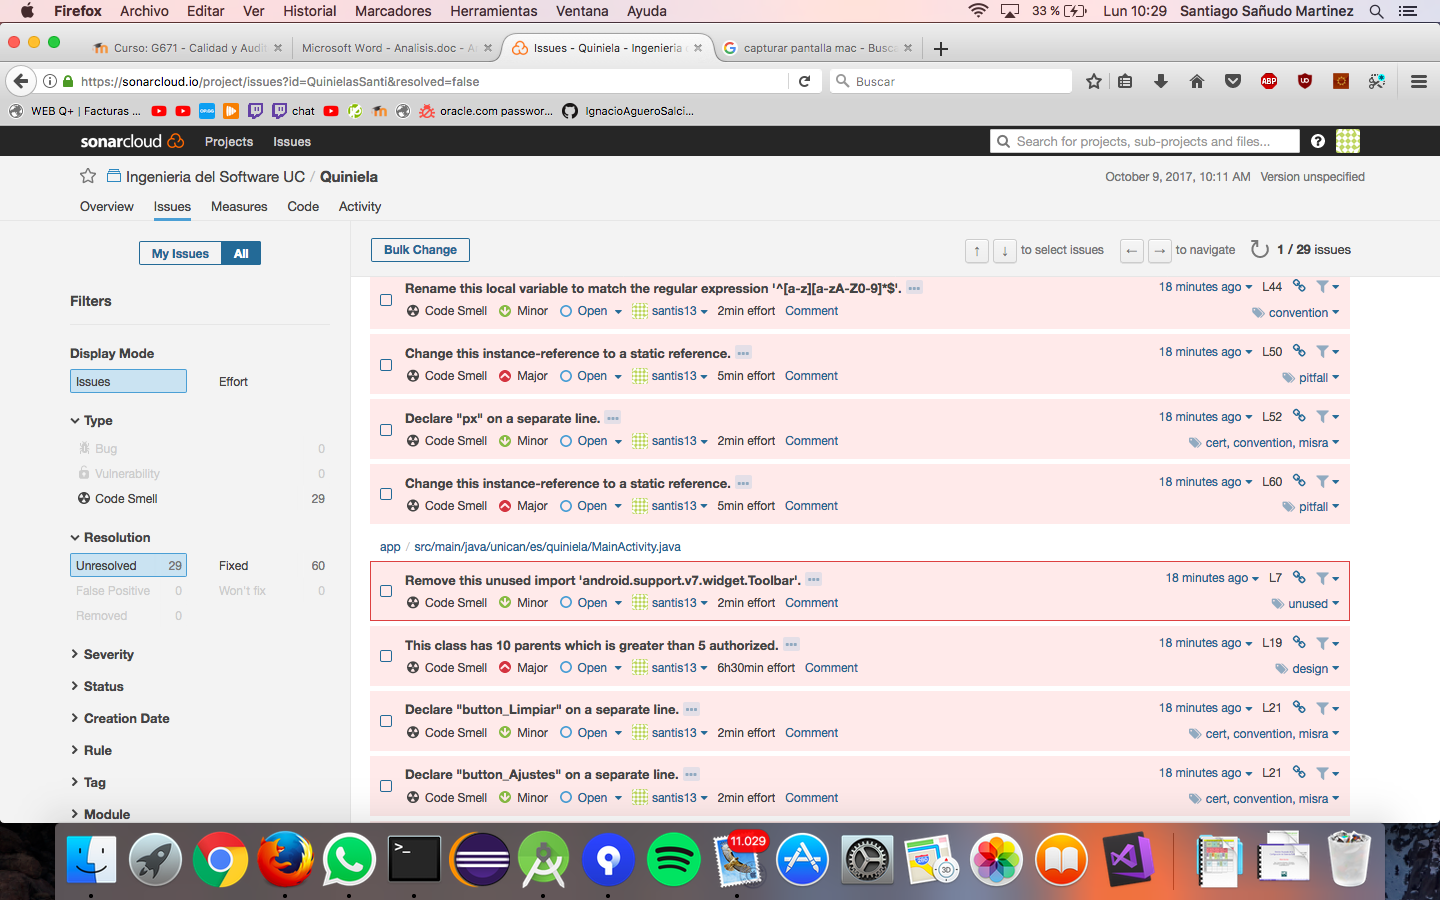 Firefox Archivo Editar Ver Historial Marcadores Herramientas Ventana Ayuda 33 % Lun 10:29 Santiago Sañudo Martinez
Curso: G671 - Calidad y Audit
Microsoft Word - Analisis.doc - A
Issues - Quiniela - Ingenieria
capturar pantalla mac - Busc
https://sonarcloud.io/project/issues?id=QuinielasSanti&resolved=false
Buscar
ABP
WEB Q+ | Facturas ...
chat
oracle.com passwor...
IgnacioAgueroSalci...
sonarcloud Projects Issues
Search for projects, sub-projects and files...
Ingenieria del Software UC / Quiniela
October 9, 2017, 10:11 AM Version unspecified
Overview Issues Measures Code Activity
My Issues All
Bulk Change
↑ ↓ to select issues ← → to navigate 1 / 29 issues
Filters
Display Mode
Issues Effort
Type
Bug 0
Vulnerability 0
Code Smell 29
Resolution
Unresolved 29 Fixed 60
False Positive 0 Won't fix 0
Removed 0
Severity
Status
Creation Date
Rule
Tag
Module
Rename this local variable to match the regular expression '^[a-z][a-zA-Z0-9]*$'. 18 minutes ago L44
Code Smell Minor Open santis13 2min effort Comment convention
Change this instance-reference to a static reference. 18 minutes ago L50
Code Smell Major Open santis13 5min effort Comment pitfall
Declare "px" on a separate line. 18 minutes ago L52
Code Smell Minor Open santis13 2min effort Comment cert, convention, misra
Change this instance-reference to a static reference. 18 minutes ago L60
Code Smell Major Open santis13 5min effort Comment pitfall
app / src/main/java/unican/es/quiniela/MainActivity.java
Remove this unused import 'android.support.v7.widget.Toolbar'. 18 minutes ago L7
Code Smell Minor Open santis13 2min effort Comment unused
This class has 10 parents which is greater than 5 authorized. 18 minutes ago L19
Code Smell Major Open santis13 6h30min effort Comment design
Declare "button_Limpiar" on a separate line. 18 minutes ago L21
Code Smell Minor Open santis13 2min effort Comment cert, convention, misra
Declare "button_Ajustes" on a separate line. 18 minutes ago L21
Code Smell Minor Open santis13 2min effort Comment cert, convention, misra
11.029